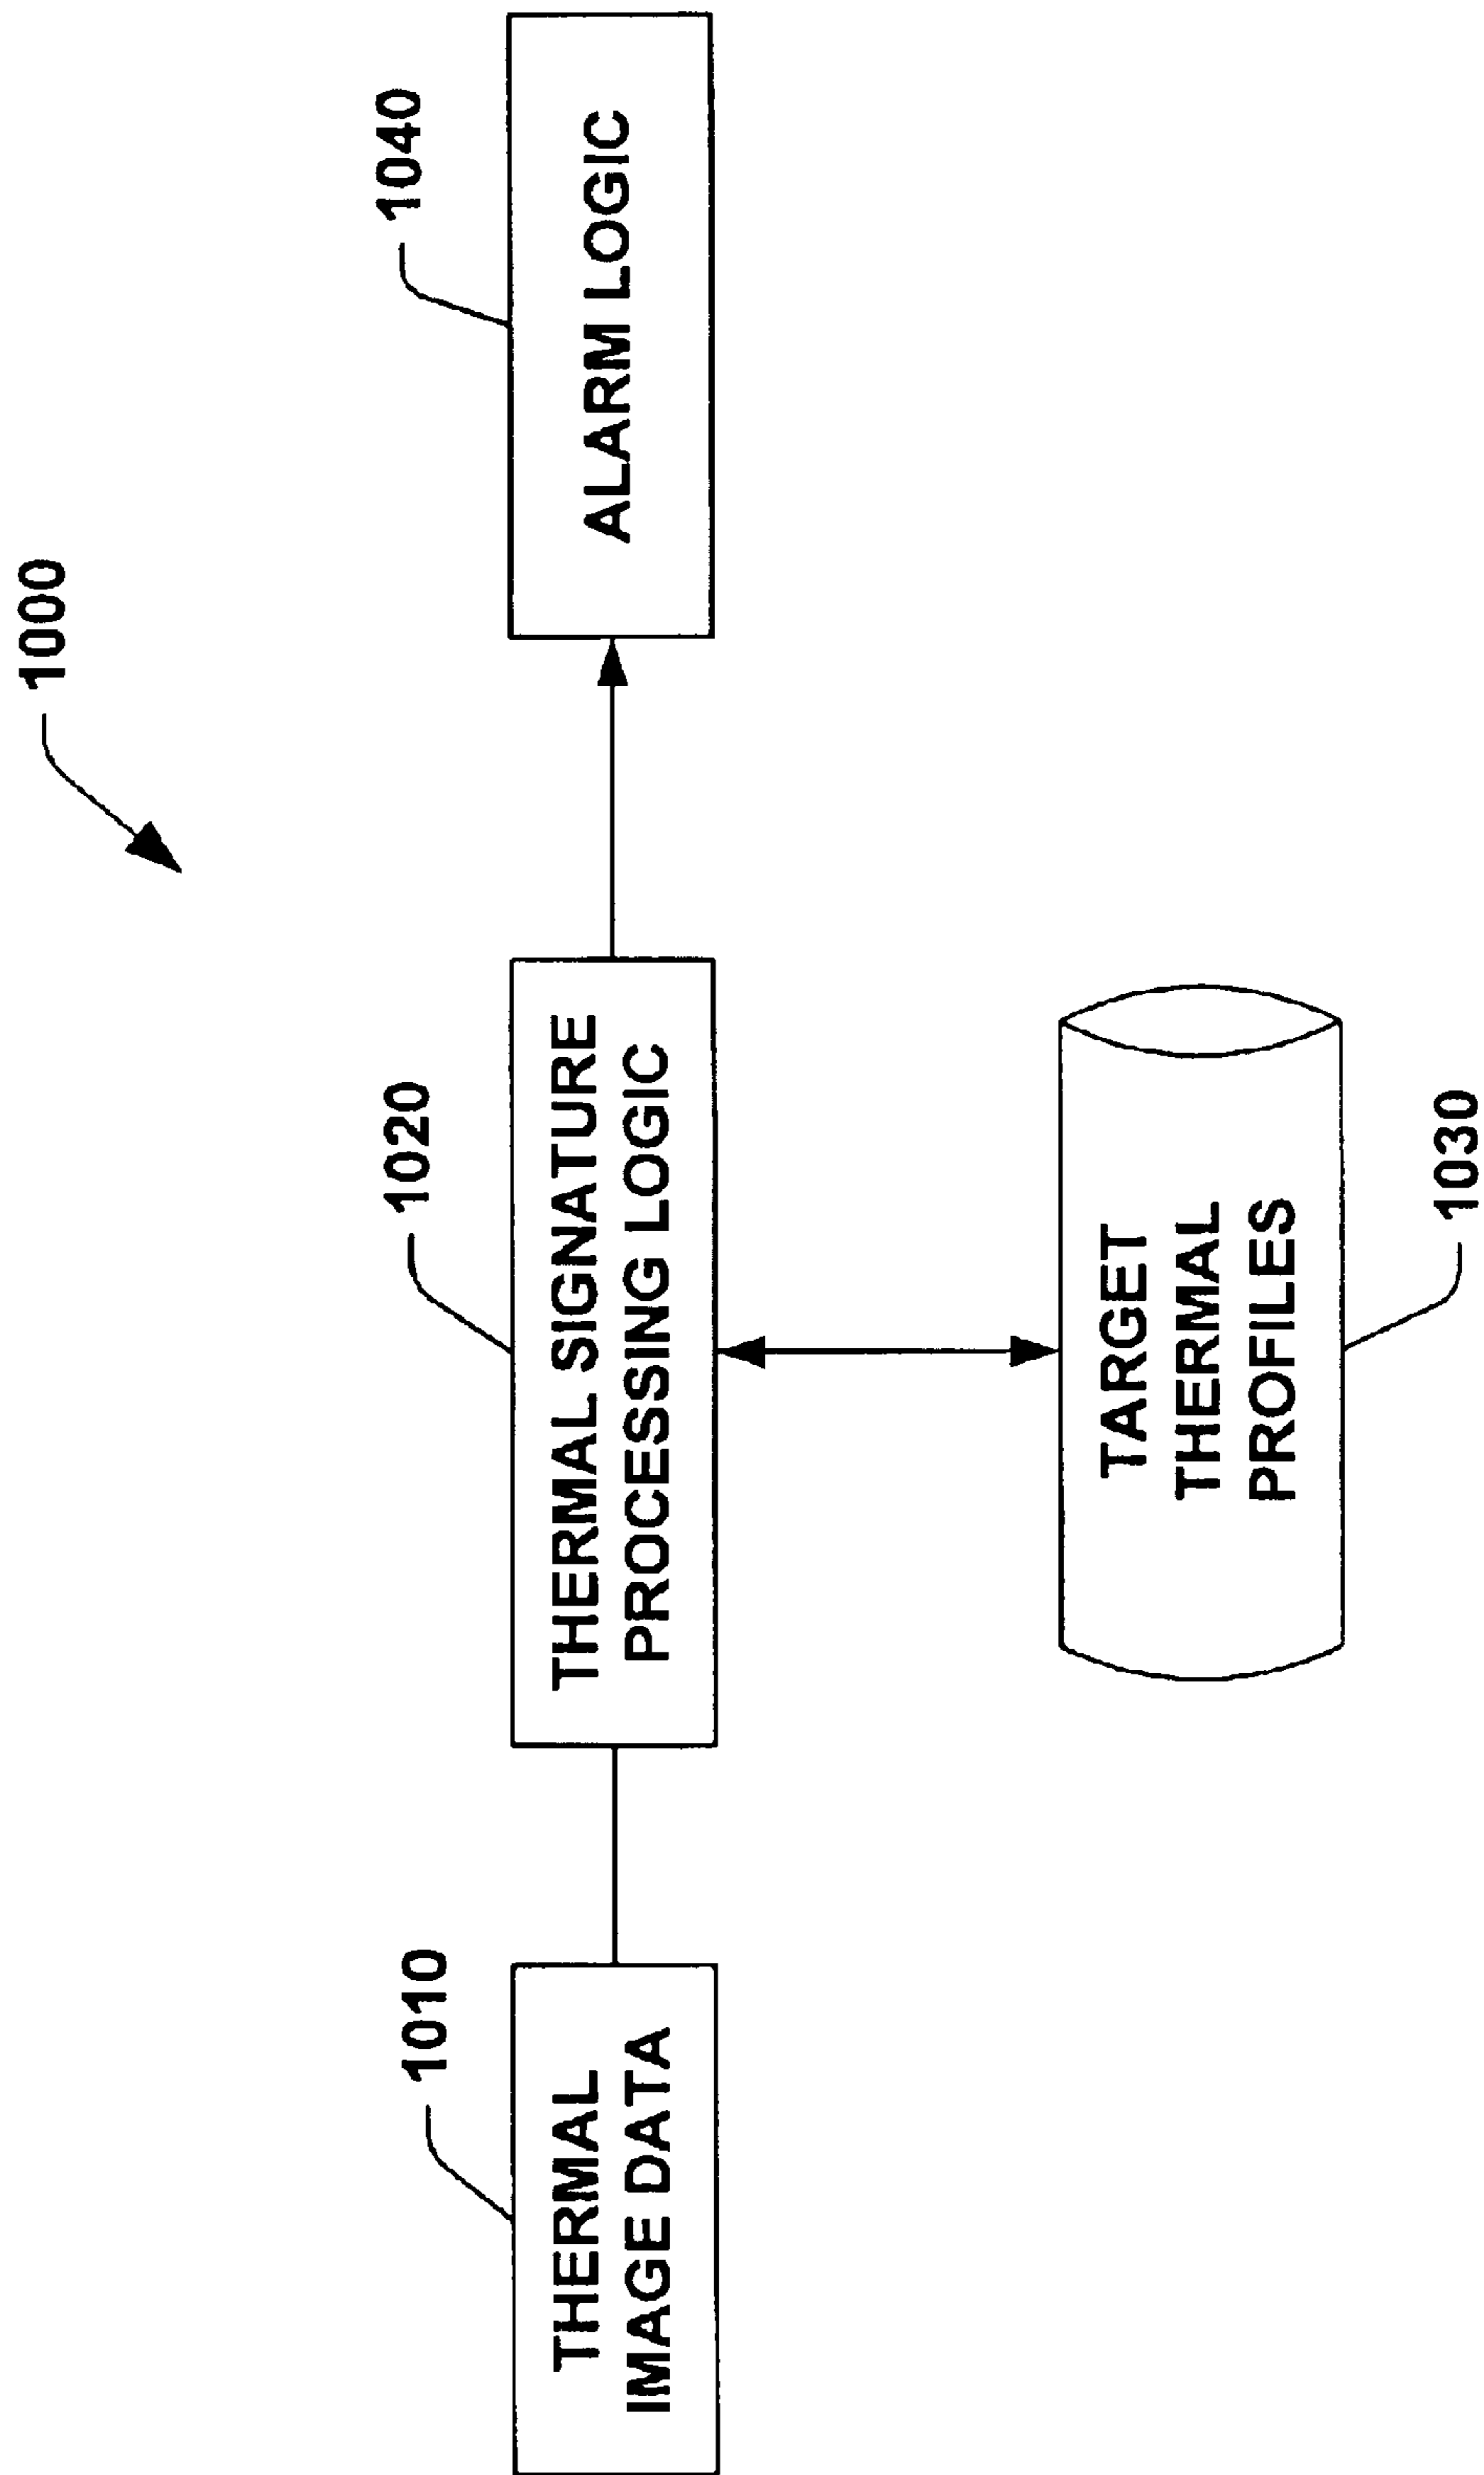 1000
1010
THERMAL
IMAGE DATA
1020
THERMAL SIGNATURE
PROCESSING LOGIC
1040
ALARM LOGIC
TARGET
THERMAL
PROFILES
1030